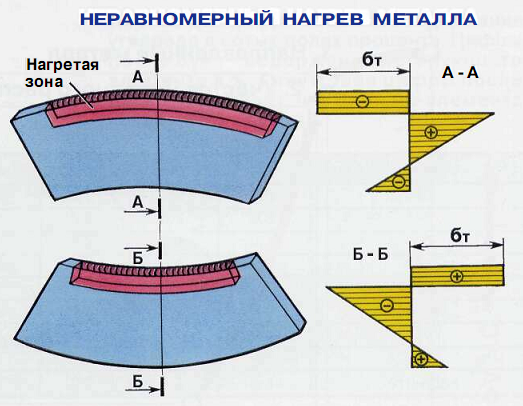 НЕРАВНОМЕРНЫЙ НАГРЕВ МЕТАЛЛА
Нагретая
зона
А
А
бт
А - А
Б
Б
Б - Б
бт